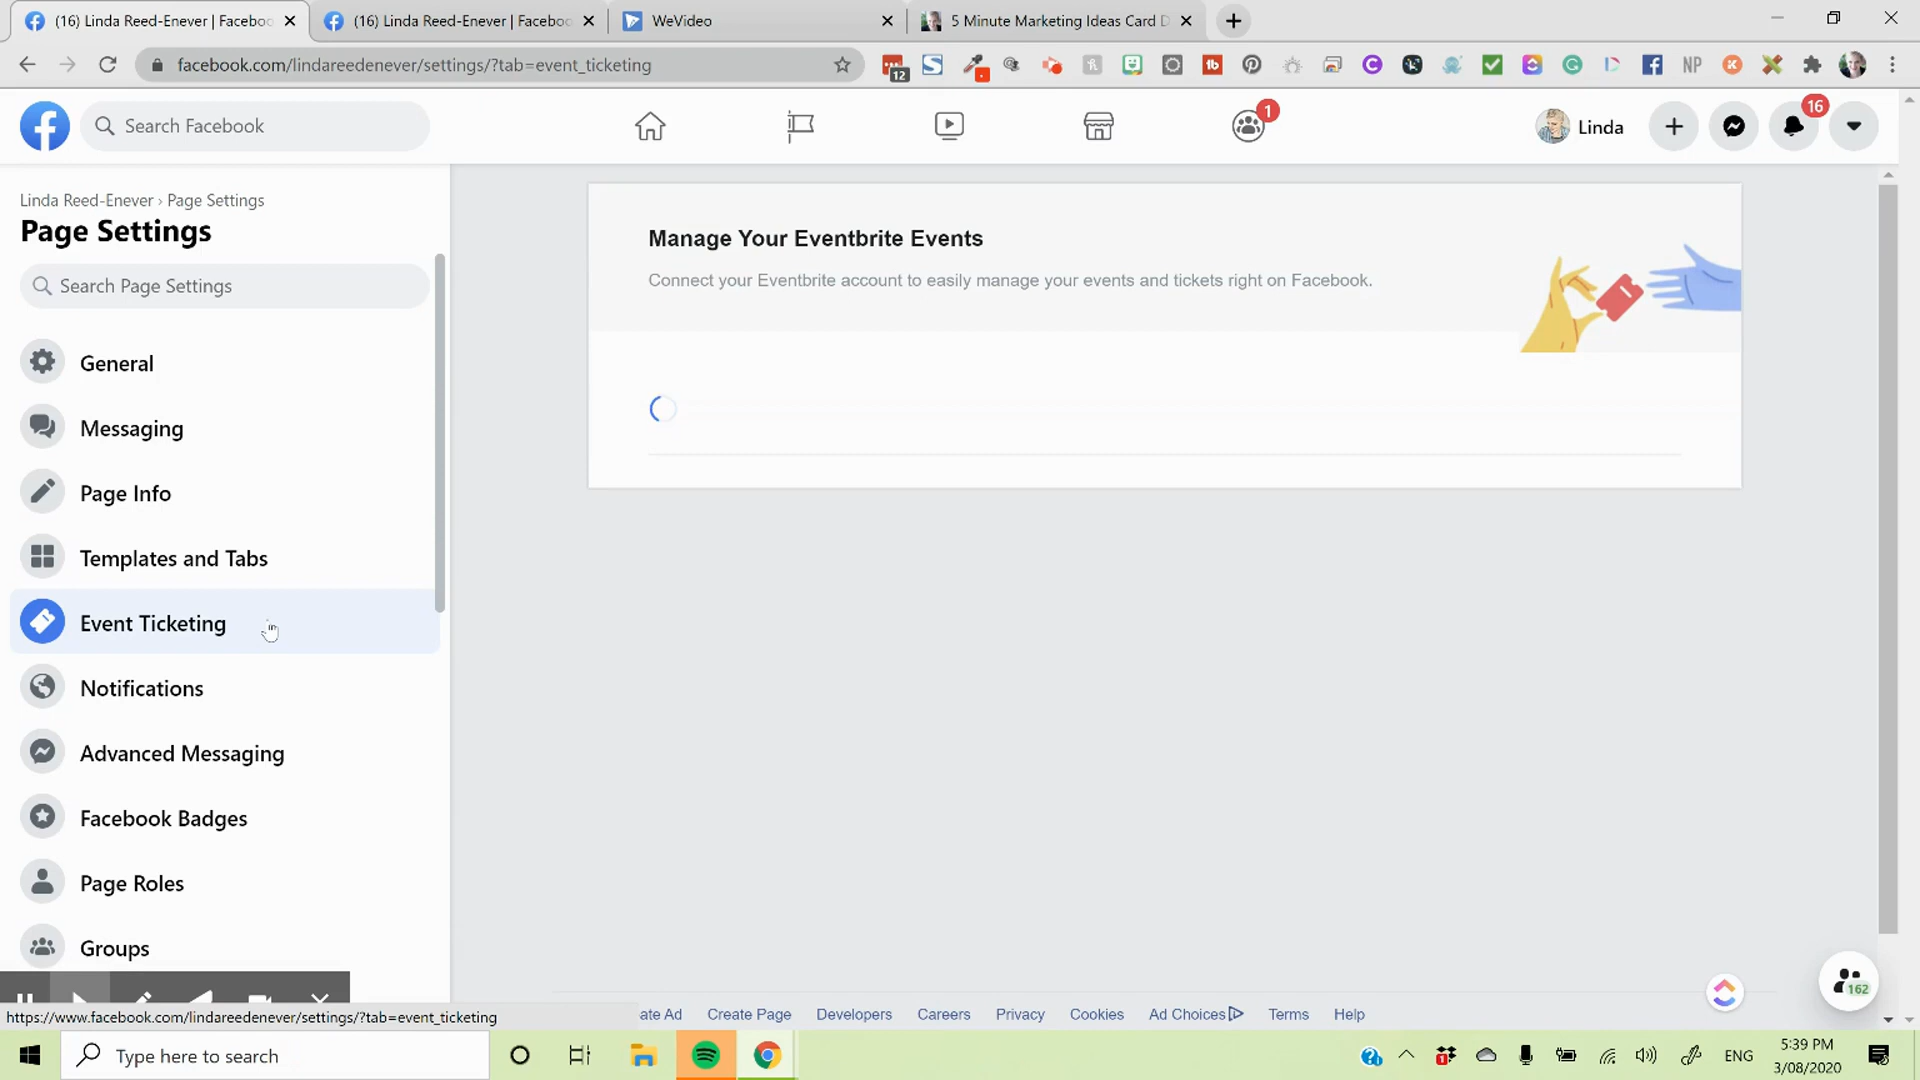 (16) Linda Reed-Enever | Faceboo
(16) Linda Reed-Enever | Faceboo
WeVideo
5 Minute Marketing Ideas Card D
facebook.com/lindareedenever/settings/?tab=event_ticketing
12
NP
Search Facebook
1
Linda
16
Linda Reed-Enever › Page Settings
Page Settings
Search Page Settings
General
Messaging
Page Info
Templates and Tabs
Event Ticketing
Notifications
Advanced Messaging
Facebook Badges
Page Roles
Groups
Manage Your Eventbrite Events
Connect your Eventbrite account to easily manage your events and tickets right on Facebook.
162
https://www.facebook.com/lindareedenever/settings/?tab=event_ticketing
ate Ad
Create Page
Developers
Careers
Privacy
Cookies
Ad Choices
Terms
Help
Type here to search
ENG
5:39 PM
3/08/2020